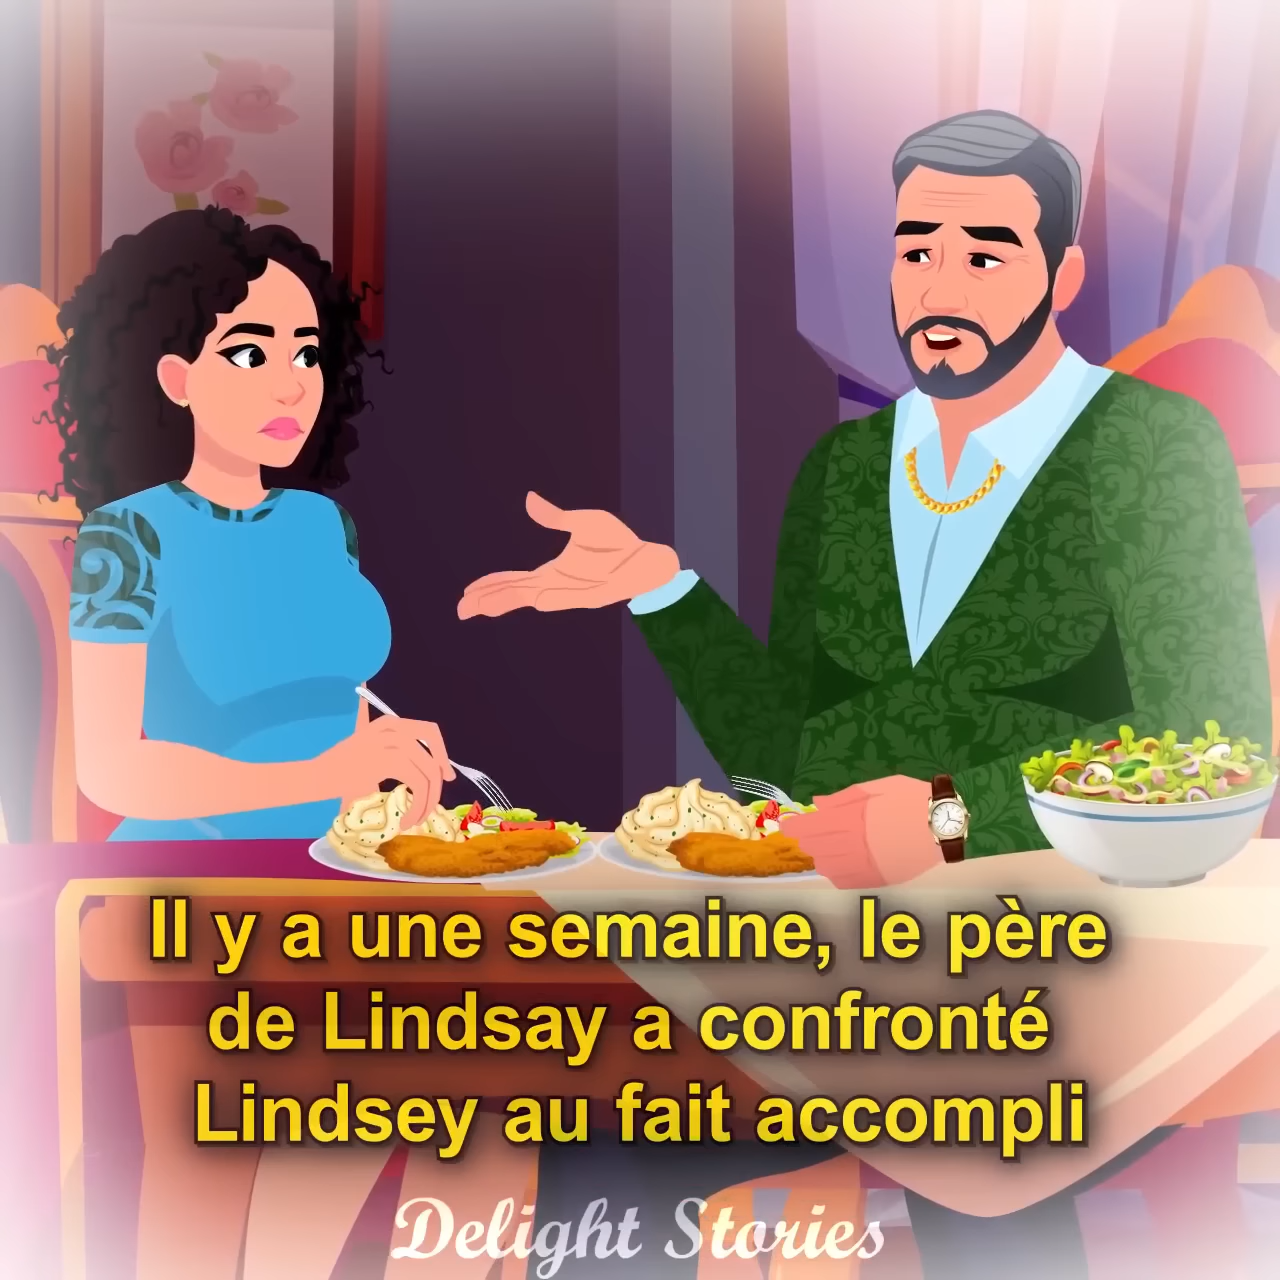 Il y a une semaine, le père
de Lindsay a confronté
Lindsey au fait accompli
Delight Stories